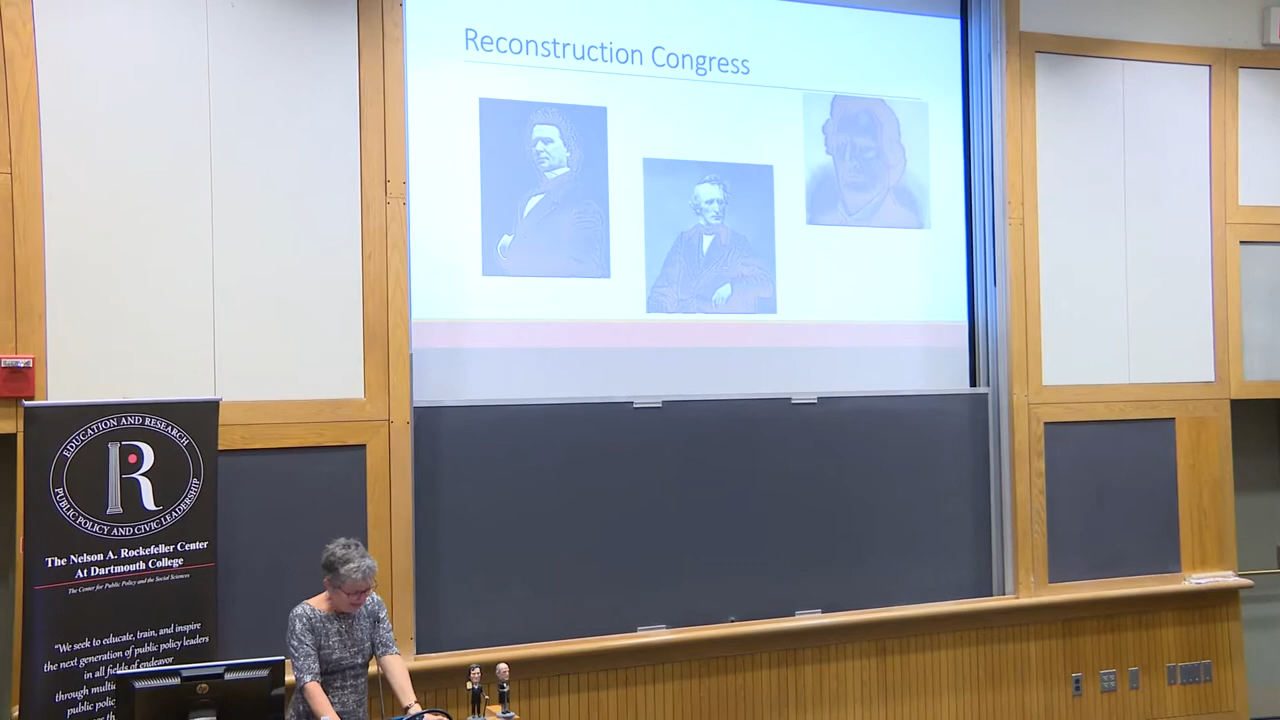 Reconstruction Congress
EDUCATION AND RESEARCH
R
PUBLIC POLICY AND CIVIC LEADERSHIP
The Nelson A. Rockefeller Center
At Dartmouth College
The Center for Public Policy and the Social Sciences
"We seek to educate, train, and inspire
the next generation of public policy leaders
in all fields of endeavor
through
public
hp